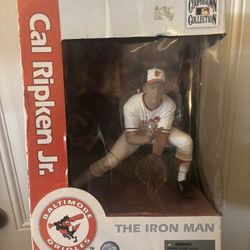 COOPERSTOWN
COLLECTION
Cal Ripken Jr.
BALTIMORE
ORIOLES
THE IRON MAN